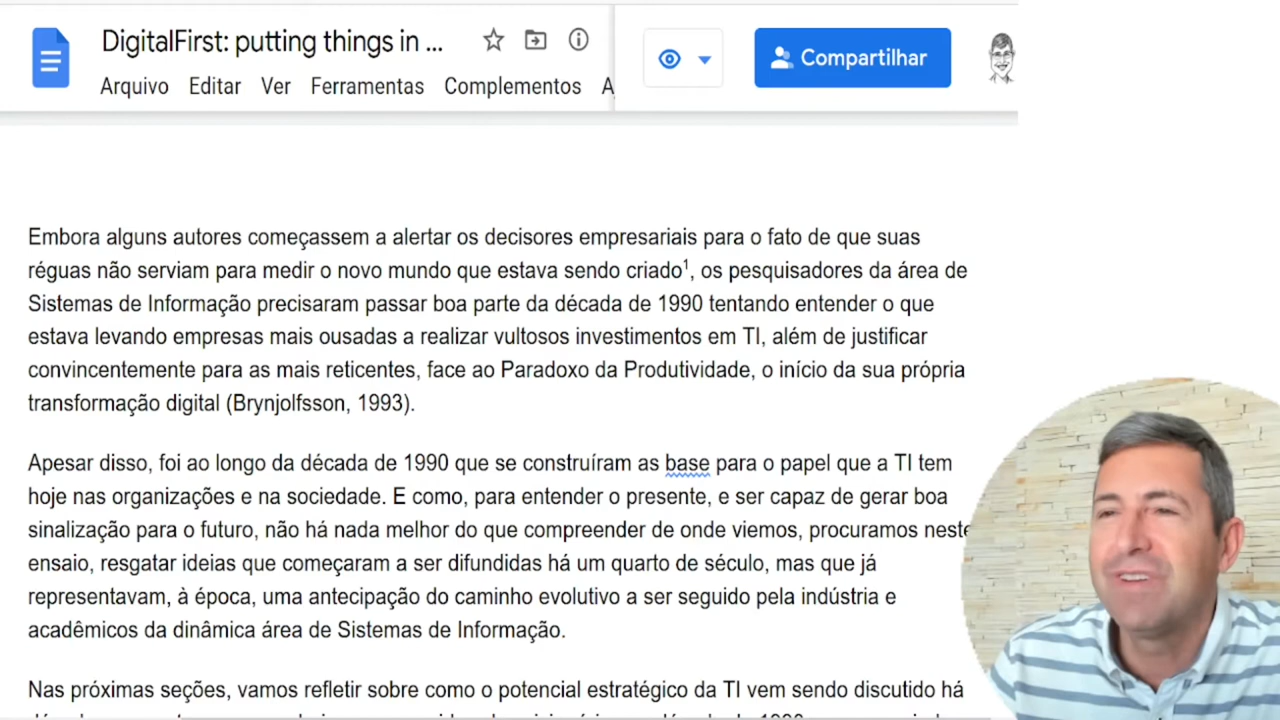 DigitalFirst: putting things in ...
Compartilhar
Arquivo Editar Ver Ferramentas Complementos A
Embora alguns autores começassem a alertar os decisores empresariais para o fato de que suas
réguas não serviam para medir o novo mundo que estava sendo criado¹, os pesquisadores da área de
Sistemas de Informação precisaram passar boa parte da década de 1990 tentando entender o que
estava levando empresas mais ousadas a realizar vultosos investimentos em TI, além de justificar
convincentemente para as mais reticentes, face ao Paradoxo da Produtividade, o início da sua própria
transformação digital (Brynjolfsson, 1993).
Apesar disso, foi ao longo da década de 1990 que se construíram as base para o papel que a TI tem
hoje nas organizações e na sociedade. E como, para entender o presente, e ser capaz de gerar boa
sinalização para o futuro, não há nada melhor do que compreender de onde viemos, procuramos neste
ensaio, resgatar ideias que começaram a ser difundidas há um quarto de século, mas que já
representavam, à época, uma antecipação do caminho evolutivo a ser seguido pela indústria e
acadêmicos da dinâmica área de Sistemas de Informação.
Nas próximas seções, vamos refletir sobre como o potencial estratégico da TI vem sendo discutido há